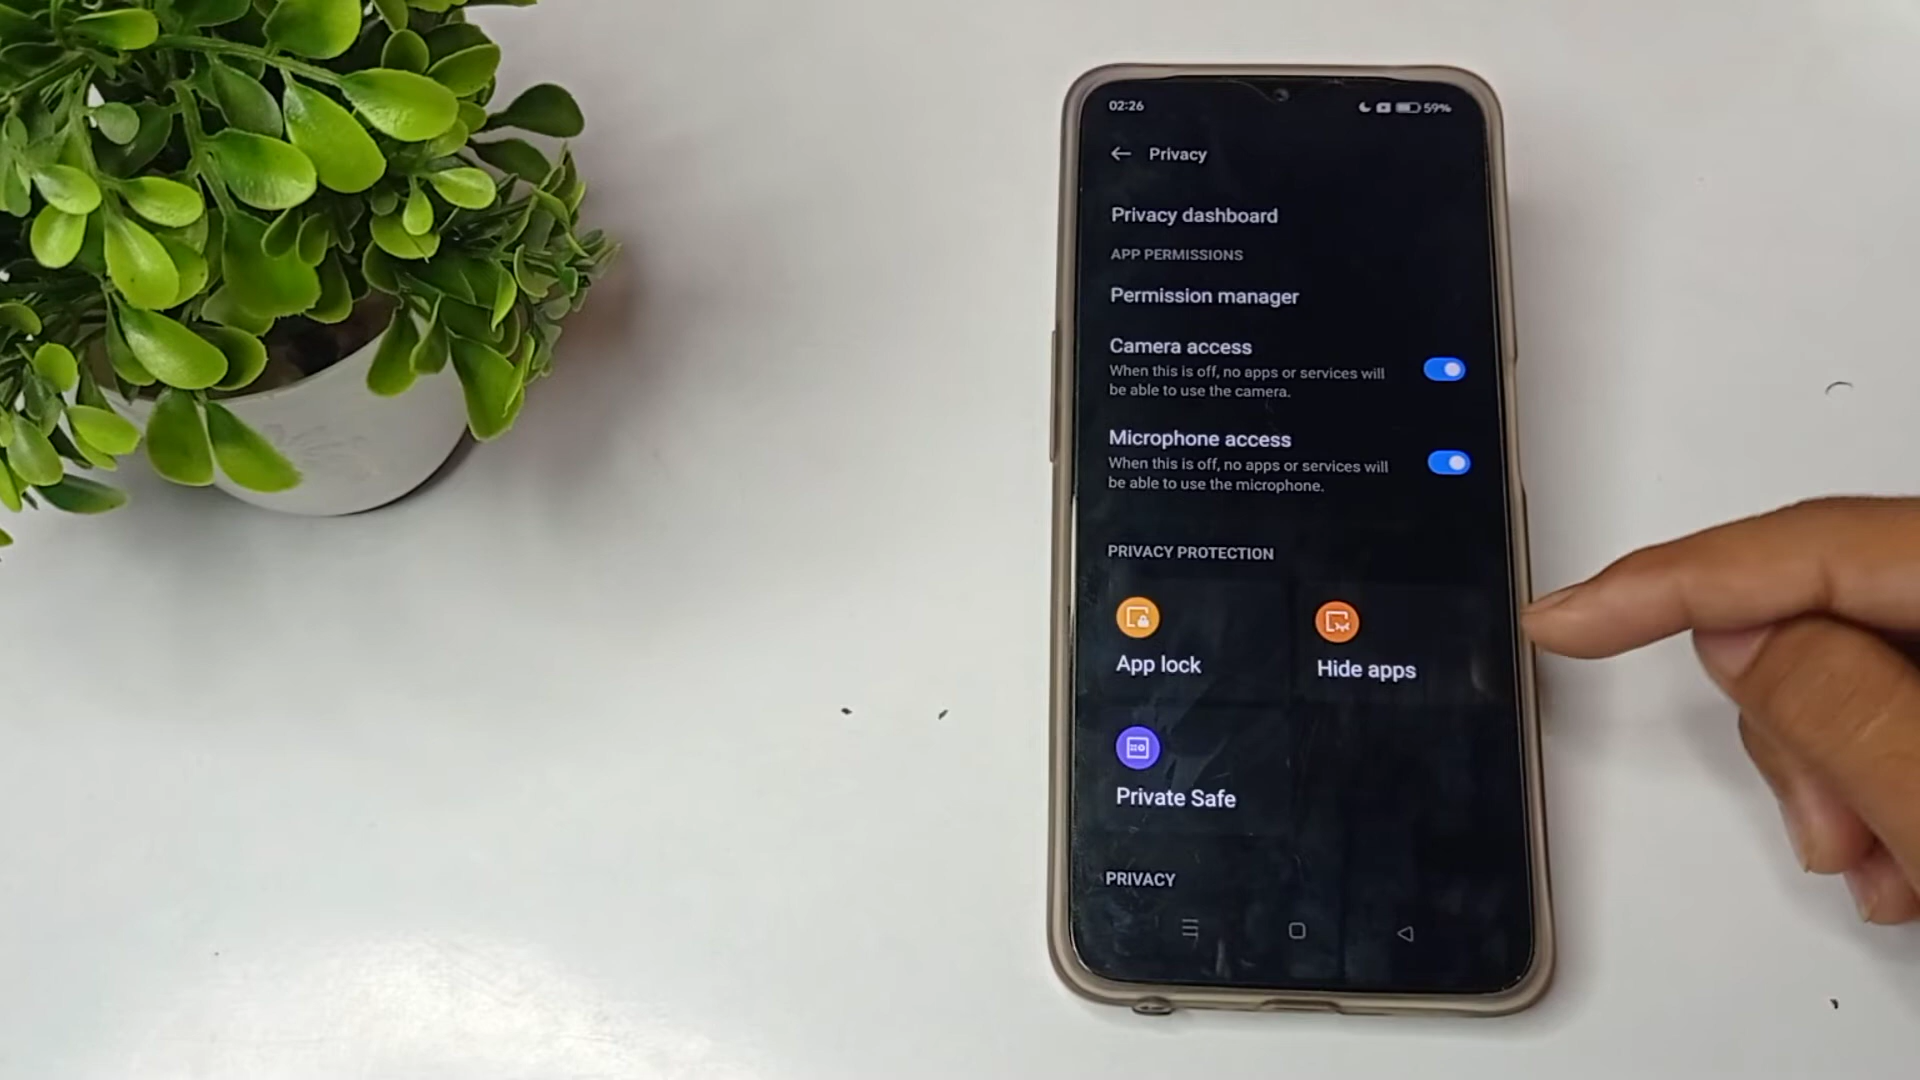 02:26
59%
Privacy
Privacy dashboard
APP PERMISSIONS
Permission manager
Camera access
When this is off, no apps or services will
be able to use the camera.
Microphone access
When this is off, no apps or services will
be able to use the microphone.
PRIVACY PROTECTION
App lock
Hide apps
Private Safe
PRIVACY